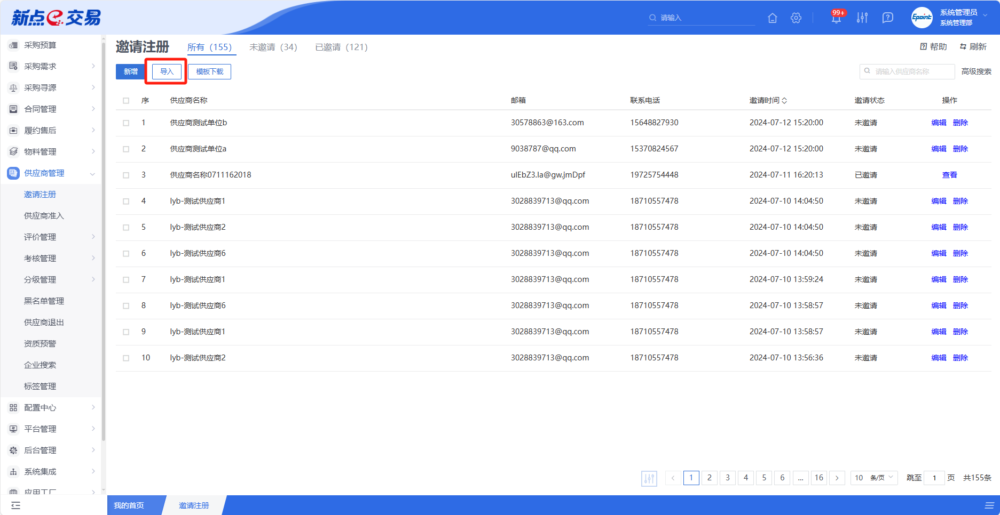 新点e交易
请输入
99+
Epoint
系统管理员
系统管理部
采购预算
采购需求
采购寻源
合同管理
履约售后
物料管理
供应商管理
邀请注册
供应商准入
评价管理
考核管理
分级管理
黑名单管理
供应商退出
资质预警
企业搜索
标签管理
配置中心
平台管理
后台管理
系统集成
应用工厂
邀请注册 所有（155） 未邀请（34） 已邀请（121）
帮助 刷新
新增 导入 模板下载
请输入供应商名称 高级搜索
序 供应商名称 邮箱 联系电话 邀请时间 邀请状态 操作
1 供应商测试单位b 30578863@163.com 15648827930 2024-07-12 15:20:00 未邀请 编辑 删除
2 供应商测试单位a 9038787@qq.com 15370824567 2024-07-12 15:20:00 未邀请 编辑 删除
3 供应商名称0711162018 ulEbZ3.la@gw.jmDpf 19725754448 2024-07-11 16:20:13 已邀请 查看
4 lyb-测试供应商1 3028839713@qq.com 18710557478 2024-07-10 14:04:50 未邀请 编辑 删除
5 lyb-测试供应商2 3028839713@qq.com 18710557478 2024-07-10 14:04:50 未邀请 编辑 删除
6 lyb-测试供应商6 3028839713@qq.com 18710557478 2024-07-10 14:04:50 未邀请 编辑 删除
7 lyb-测试供应商1 3028839713@qq.com 18710557478 2024-07-10 13:59:24 未邀请 编辑 删除
8 lyb-测试供应商6 3028839713@qq.com 18710557478 2024-07-10 13:58:57 未邀请 编辑 删除
9 lyb-测试供应商1 3028839713@qq.com 18710557478 2024-07-10 13:58:57 未邀请 编辑 删除
10 lyb-测试供应商2 3028839713@qq.com 18710557478 2024-07-10 13:56:36 未邀请 编辑 删除
1 2 3 4 5 6 ... 16 10 条/页 跳至 1 页 共155条
我的首页 邀请注册